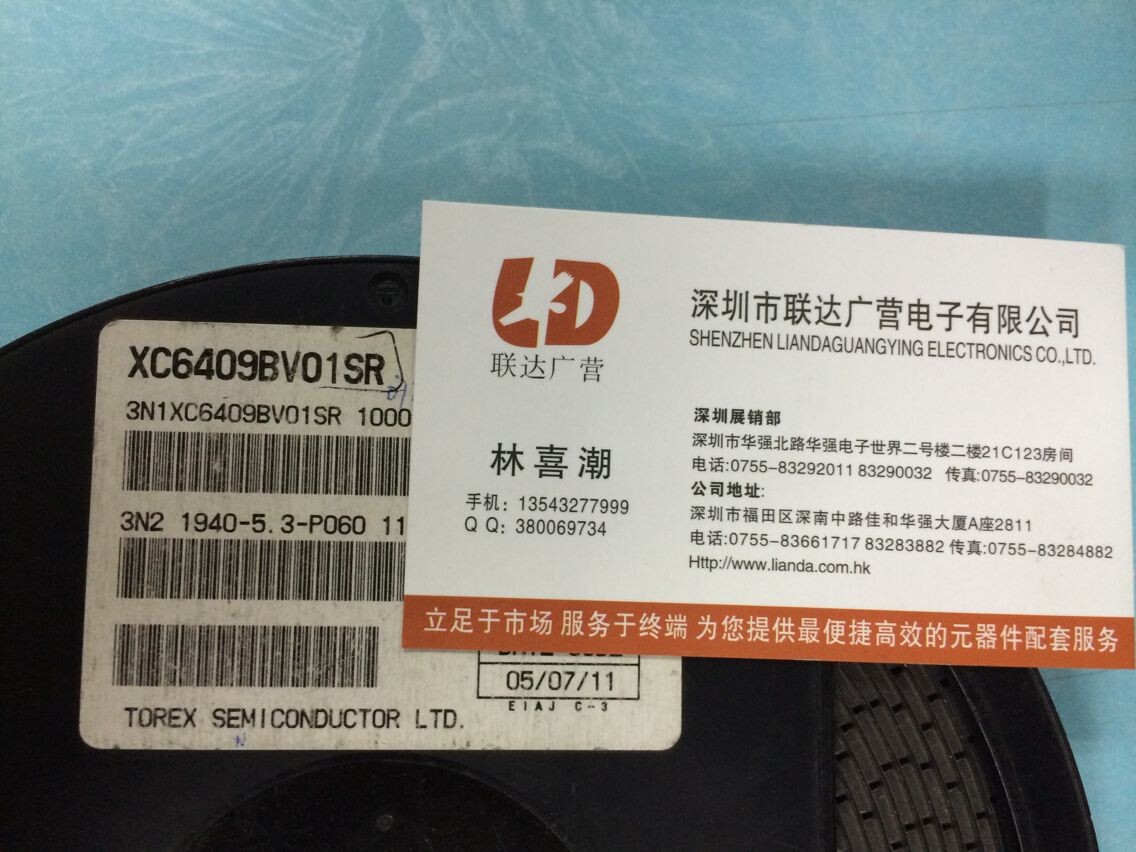 XC6409BV01SR
3N1XC6409BV01SR 1000
3N2 1940-5.3-P060 11
05/07/11
EIAJ C-3
TOREX SEMICONDUCTOR LTD.
LD
联达广营
深圳市联达广营电子有限公司
SHENZHEN LIANDAGUANGYING ELECTRONICS CO.,LTD.
林喜潮
手机：13543277999
Q Q：380069734
深圳展销部
深圳市华强北路华强电子世界二号楼二楼21C123房间
电话:0755-83292011 83290032 传真:0755-83290032
公司地址:
深圳市福田区深南中路佳和华强大厦A座2811
电话:0755-83661717 83283882 传真:0755-83284882
Http://www.lianda.com.hk
立足于市场 服务于终端 为您提供最便捷高效的元器件配套服务